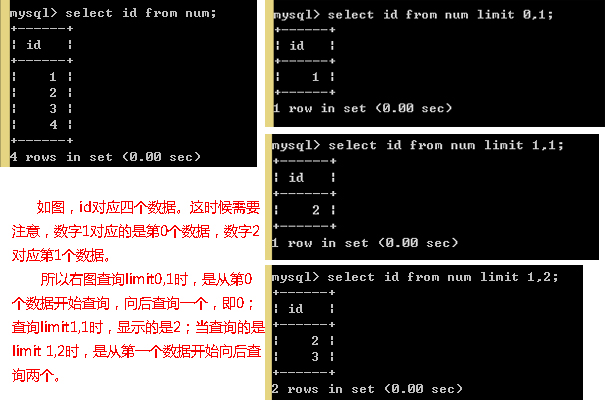 mysql> select id from num;
+------+
| id   |
+------+
|    1 |
|    2 |
|    3 |
|    4 |
+------+
4 rows in set (0.00 sec)
如图，id对应四个数据。这时候需要
注意，数字1对应的是第0个数据，数字2
对应第1个数据。
所以右图查询limit0,1时，是从第0
个数据开始查询，向后查询一个，即0；
查询limit1,1时，显示的是2；当查询的是
limit 1,2时，是从第一个数据开始向后查
询两个。
mysql> select id from num limit 0,1;
+------+
| id   |
+------+
|    1 |
+------+
1 row in set (0.00 sec)
mysql> select id from num limit 1,1;
+------+
| id   |
+------+
|    2 |
+------+
1 row in set (0.00 sec)
mysql> select id from num limit 1,2;
+------+
| id   |
+------+
|    2 |
|    3 |
+------+
2 rows in set (0.00 sec)